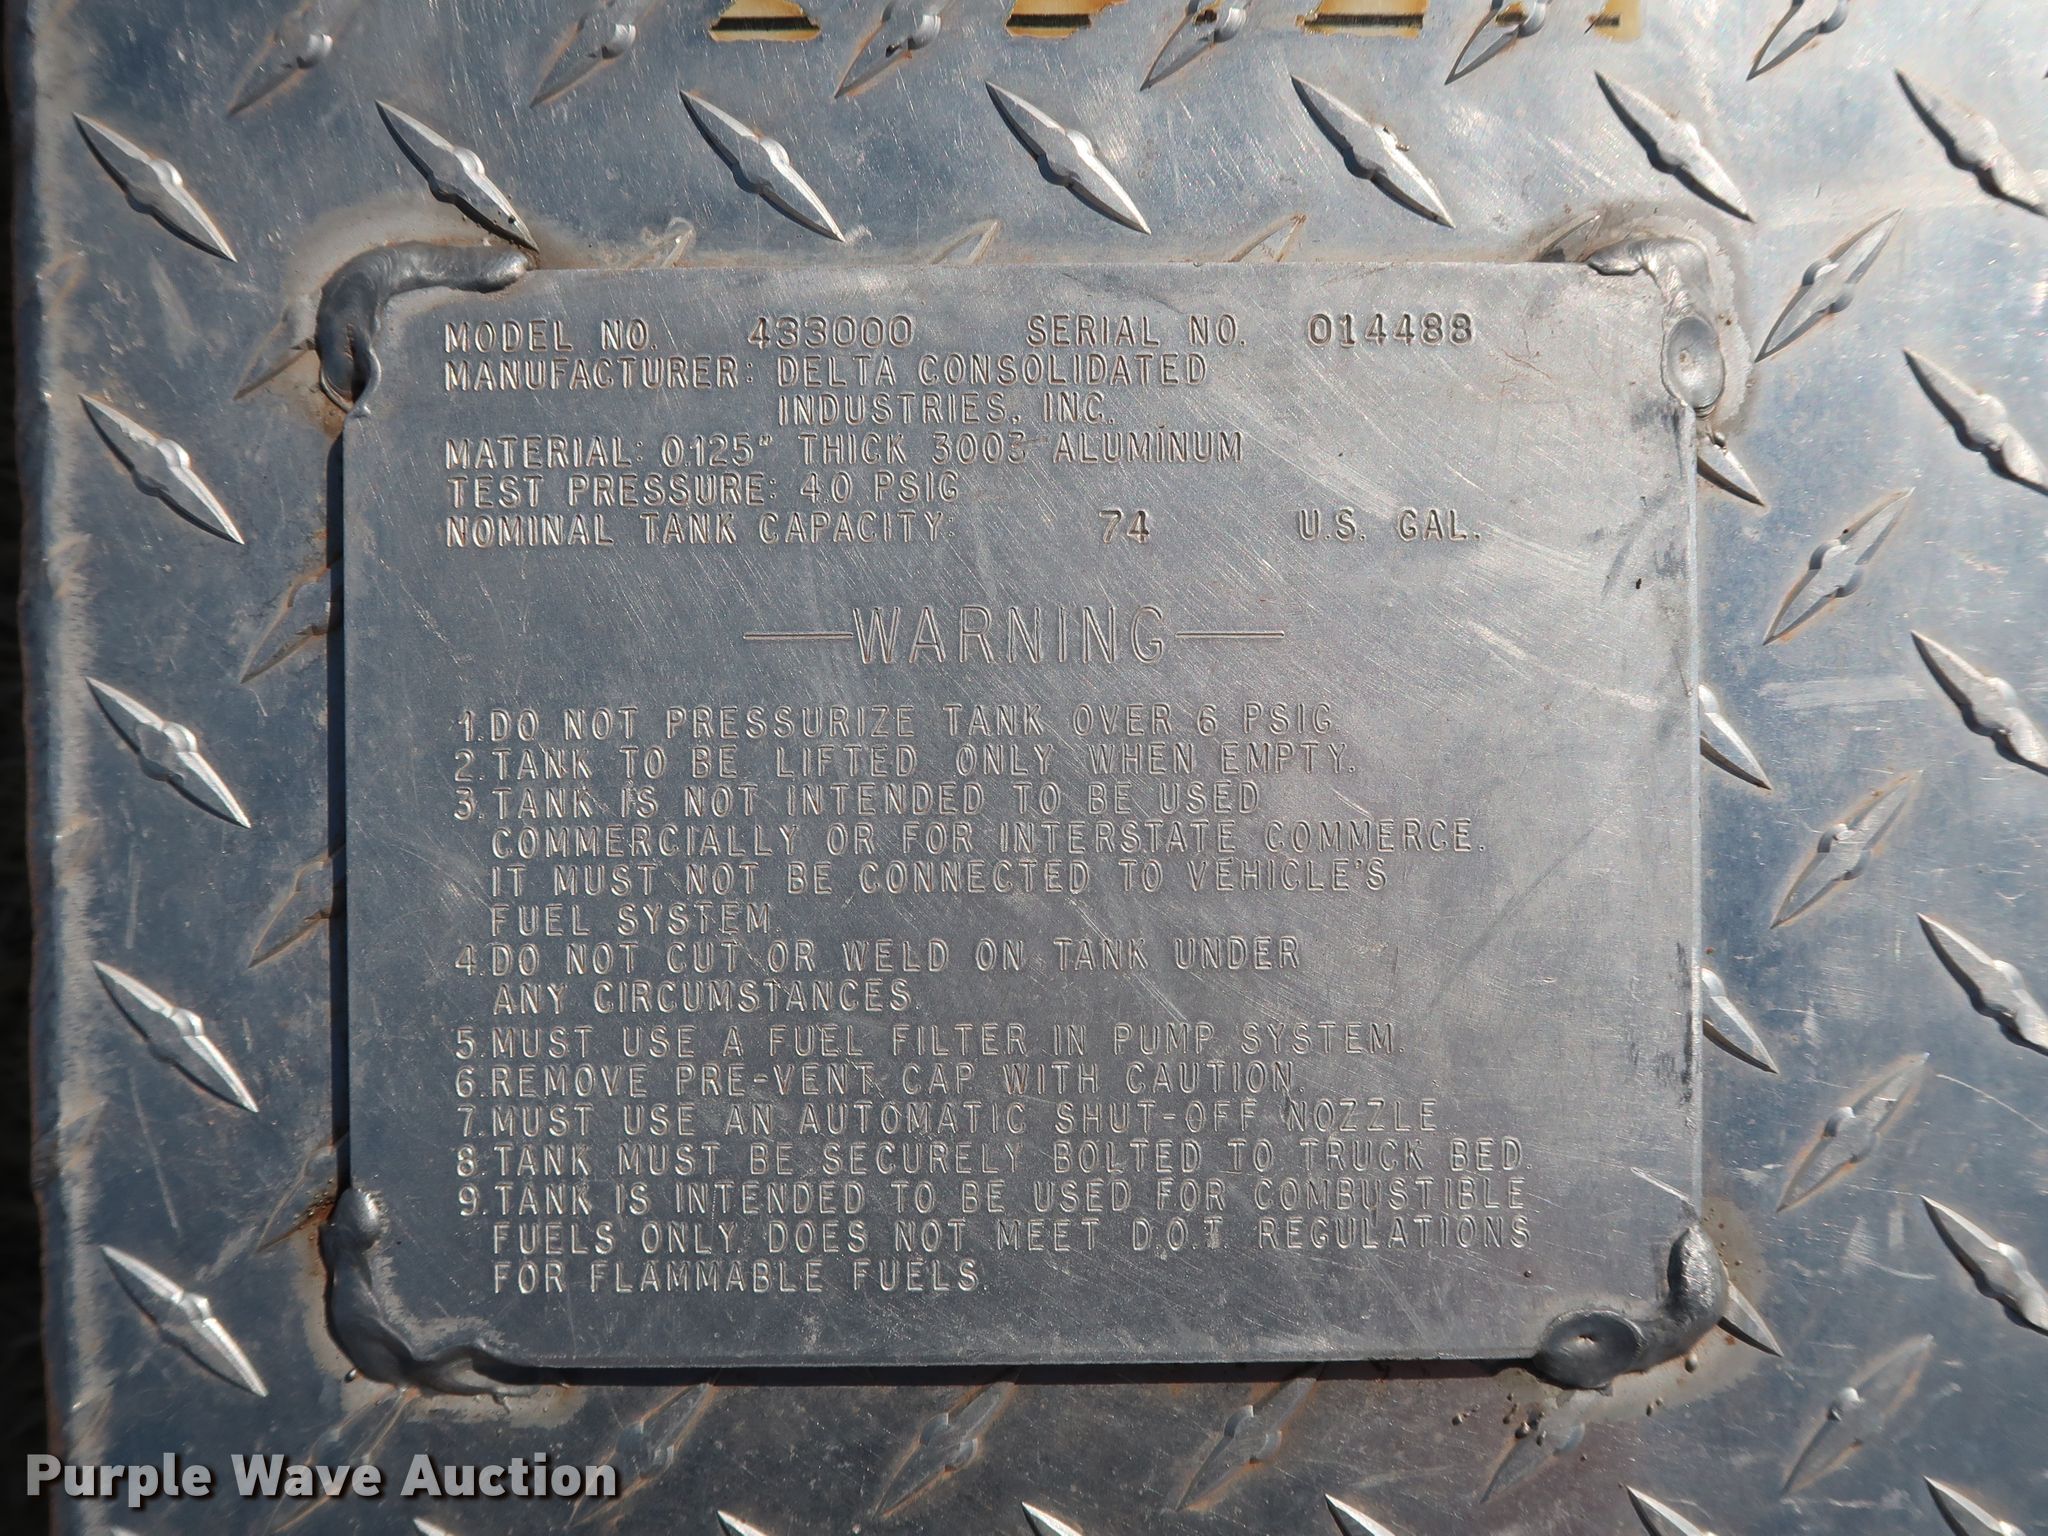 MODEL NO. 433000 SERIAL NO. 014488
MANUFACTURER: DELTA CONSOLIDATED
INDUSTRIES, INC.
MATERIAL: 0.125" THICK 3003 ALUMINUM
TEST PRESSURE: 4.0 PSIG
NOMINAL TANK CAPACITY: 74 U.S. GAL.
WARNING
1. DO NOT PRESSURIZE TANK OVER 6 PSIG.
2. TANK TO BE LIFTED ONLY WHEN EMPTY.
3. TANK IS NOT INTENDED TO BE USED
COMMERCIALLY OR FOR INTERSTATE COMMERCE.
IT MUST NOT BE CONNECTED TO VEHICLE'S
FUEL SYSTEM.
4. DO NOT CUT OR WELD ON TANK UNDER
ANY CIRCUMSTANCES.
5. MUST USE A FUEL FILTER IN PUMP SYSTEM.
6. REMOVE PRE-VENT CAP WITH CAUTION.
7. MUST USE AN AUTOMATIC SHUT-OFF NOZZLE
8. TANK MUST BE SECURELY BOLTED TO TRUCK BED.
9. TANK IS INTENDED TO BE USED FOR COMBUSTIBLE
FUELS ONLY. DOES NOT MEET D.O.T REGULATIONS
FOR FLAMMABLE FUELS.
Purple Wave Auction